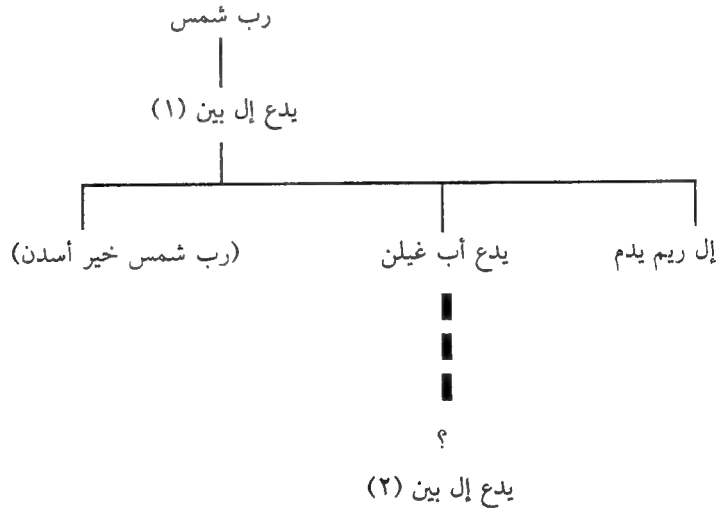 رب شمس
يدع إل بين (١)
إل ريم يدم يدع أب غيلن (رب شمس خير أسدن)
؟
يدع إل بين (٢)